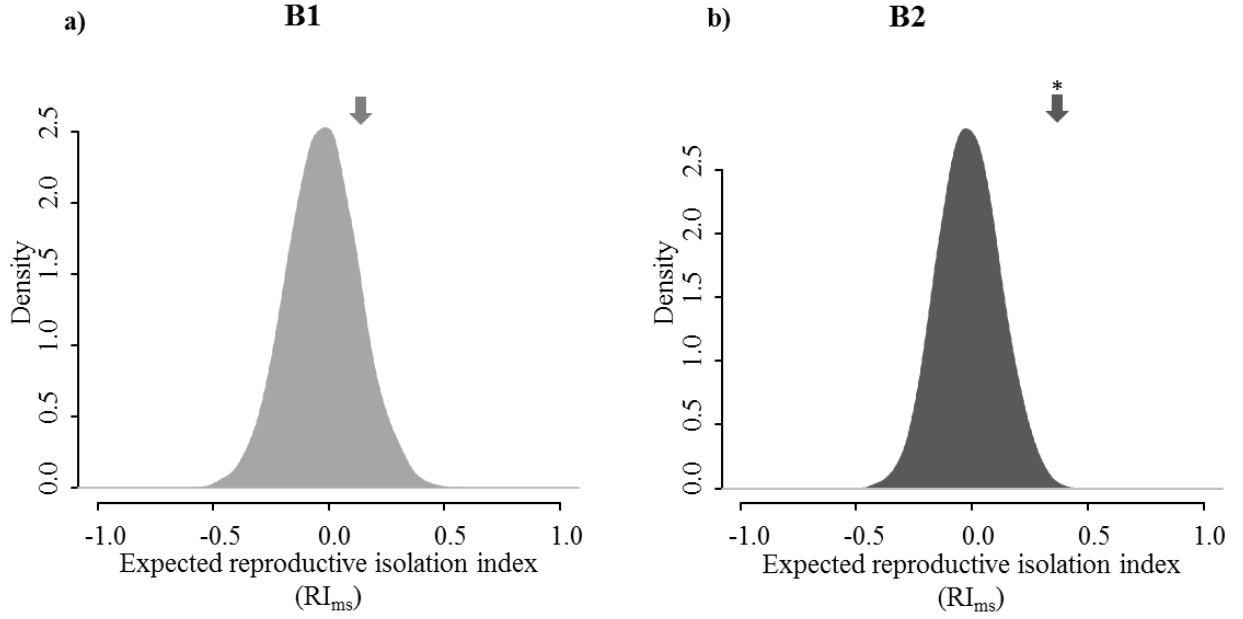 a) B1
2.5
2.0
1.5
1.0
0.5
0.0
Density
-1.0 -0.5 0.0 0.5 1.0
Expected reproductive isolation index
(RIms)
b) B2
*
2.5
2.0
1.5
1.0
0.5
0.0
Density
-1.0 -0.5 0.0 0.5 1.0
Expected reproductive isolation index
(RIms)